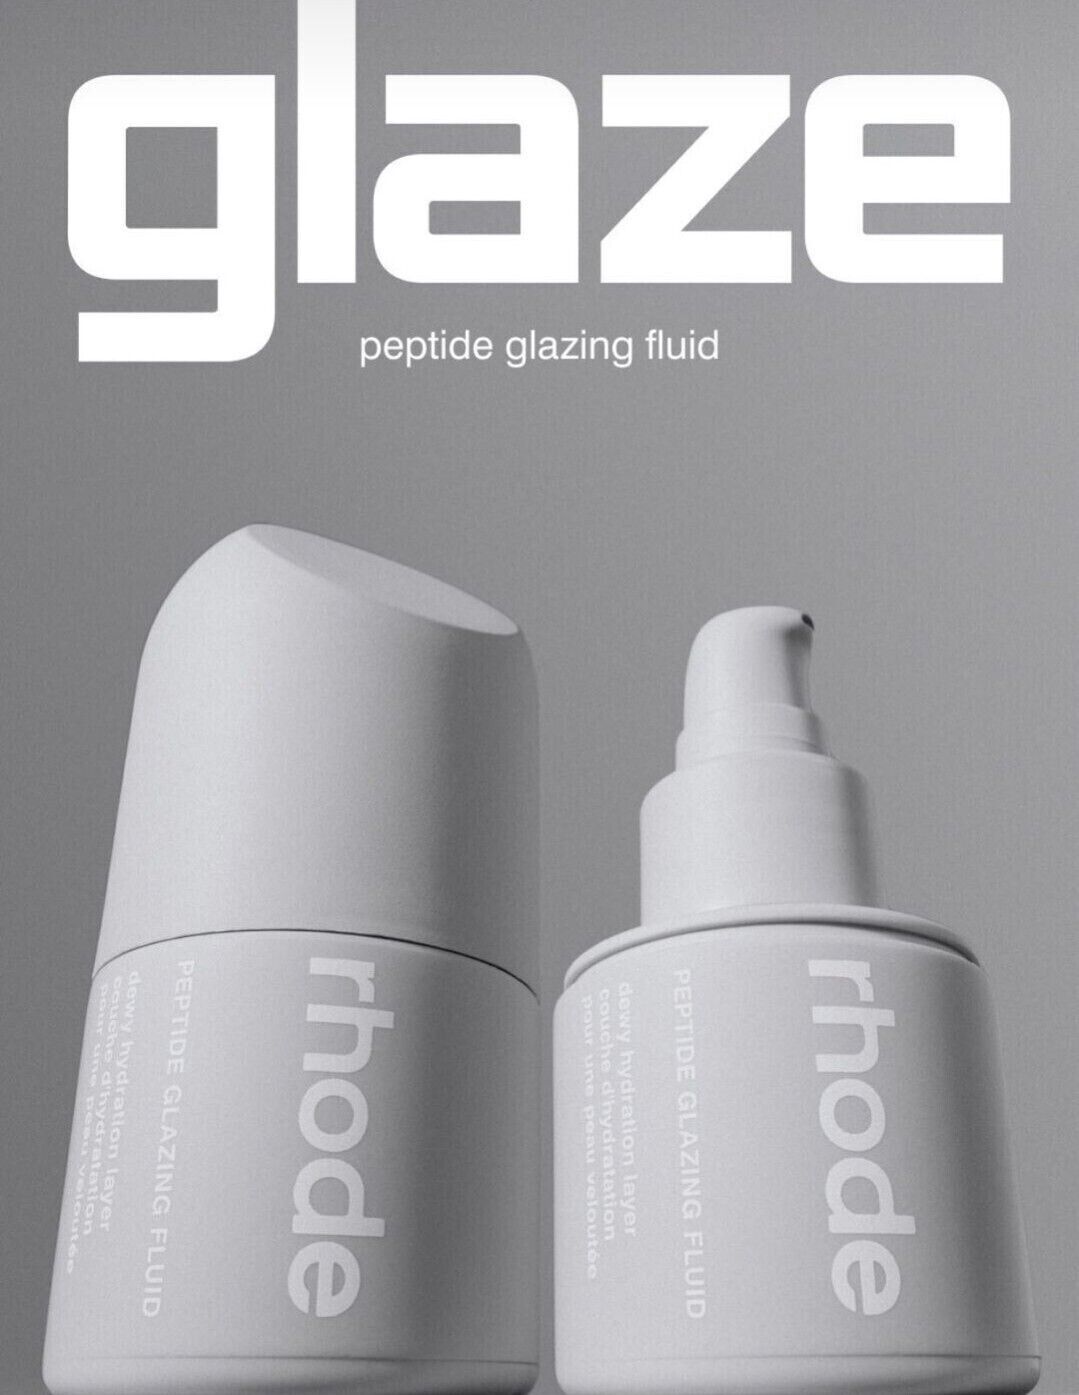 glaze
peptide glazing fluid
rhode
PEPTIDE GLAZING FLUID
dewy hydration layer
couche d'hydratation
pour une peau veloutée
rhode
PEPTIDE GLAZING FLUID
dewy hydration layer
couche d'hydratation
pour une peau veloutée